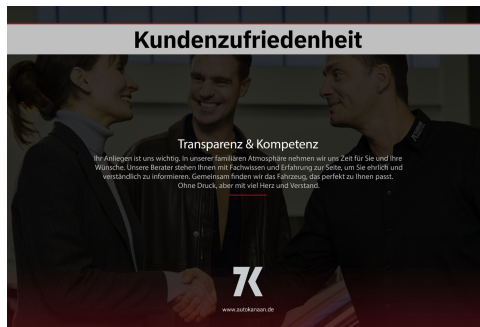 Kundenzufriedenheit
Transparenz & Kompetenz
Ihr Anliegen ist uns wichtig. In unserer familiären Atmosphäre nehmen wir uns Zeit für Sie und Ihre
Wünsche. Unsere Berater stehen Ihnen mit Fachwissen und Erfahrung zur Seite, um Sie ehrlich und
verständlich zu informieren. Gemeinsam finden wir das Fahrzeug, das perfekt zu Ihnen passt.
Ohne Druck, aber mit viel Herz und Verstand.
www.autokanaan.de